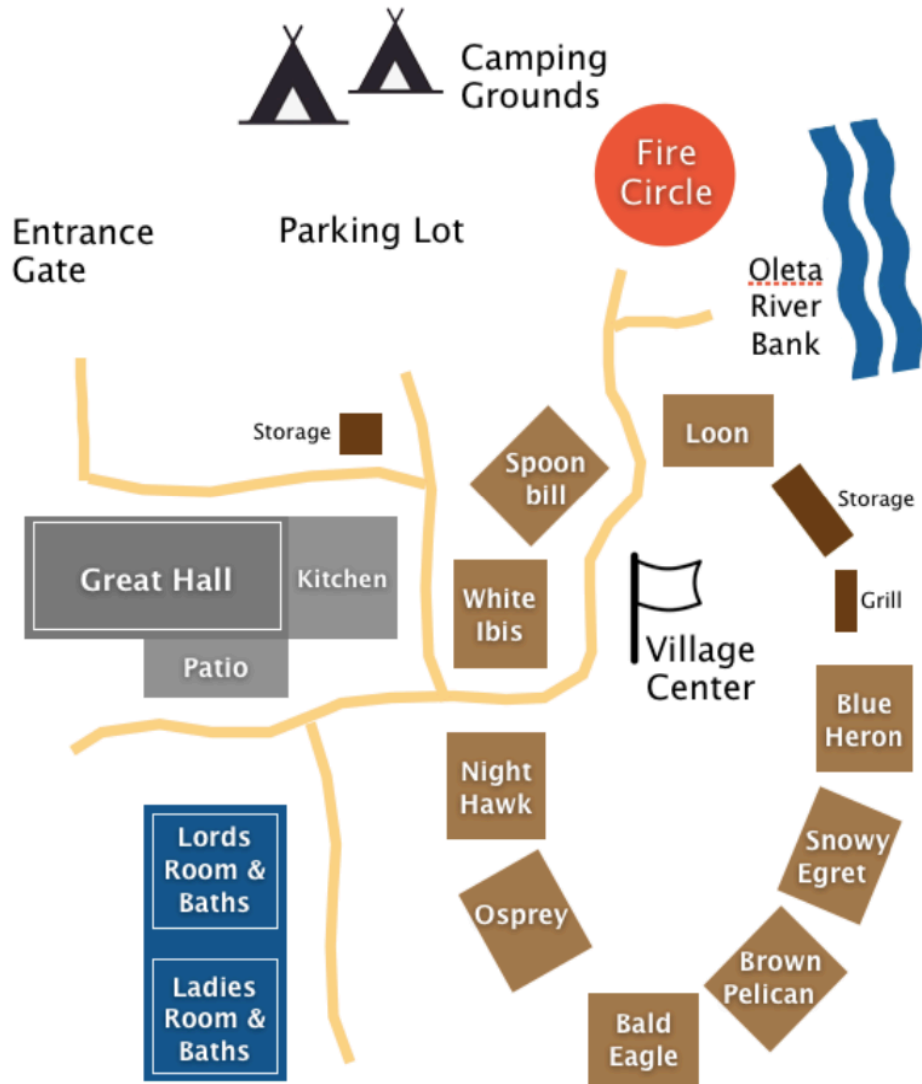 Camping
Grounds
Fire
Circle
Entrance
Gate
Parking Lot
Oleta
River
Bank
Storage
Loon
Spoon
bill
Storage
Great Hall
Kitchen
White
Ibis
Grill
Patio
Village
Center
Blue
Heron
Night
Hawk
Lords
Room &
Baths
Snowy
Egret
Osprey
Brown
Pelican
Ladies
Room &
Baths
Bald
Eagle